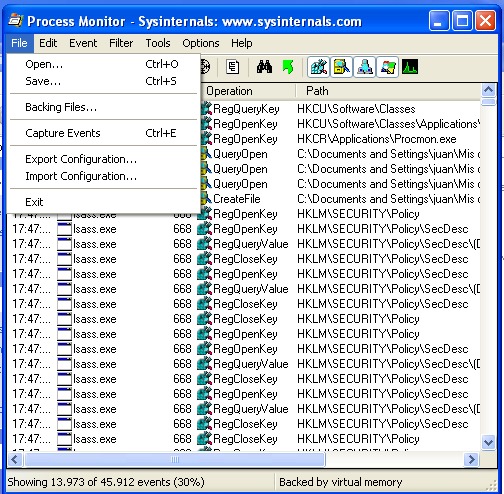 Process Monitor - Sysinternals: www.sysinternals.com
File Edit Event Filter Tools Options Help
Open... Ctrl+O
Save... Ctrl+S
Backing Files...
Capture Events Ctrl+E
Export Configuration...
Import Configuration...
Exit
Operation Path
RegQueryKey HKCU\Software\Classes
RegOpenKey HKCU\Software\Classes\Applications\
RegOpenKey HKCR\Applications\Procmon.exe
QueryOpen C:\Documents and Settings\juan\Mis
QueryOpen C:\Documents and Settings\juan\Mis
QueryOpen C:\Documents and Settings\juan\Mis
CreateFile C:\Documents and Settings\juan\Mis
17:47:... lsass.exe 668 RegOpenKey HKLM\SECURITY\Policy
17:47:... lsass.exe 668 RegOpenKey HKLM\SECURITY\Policy\SecDesc
17:47:... lsass.exe 668 RegQueryValue HKLM\SECURITY\Policy\SecDesc\(
17:47:... lsass.exe 668 RegCloseKey HKLM\SECURITY\Policy\SecDesc
17:47:... lsass.exe 668 RegOpenKey HKLM\SECURITY\Policy\SecDesc
17:47:... lsass.exe 668 RegQueryValue HKLM\SECURITY\Policy\SecDesc\(
17:47:... lsass.exe 668 RegCloseKey HKLM\SECURITY\Policy\SecDesc
17:47:... lsass.exe 668 RegCloseKey HKLM\SECURITY\Policy
17:47:... lsass.exe 668 RegOpenKey HKLM\SECURITY\Policy
17:47:... lsass.exe 668 RegOpenKey HKLM\SECURITY\Policy\SecDesc
17:47:... lsass.exe 668 RegQueryValue HKLM\SECURITY\Policy\SecDesc\(
17:47:... lsass.exe 668 RegCloseKey HKLM\SECURITY\Policy\SecDesc
17:47:... lsass.exe 668 RegOpenKey HKLM\SECURITY\Policy\SecDesc
17:47:... lsass.exe 668 RegQueryValue HKLM\SECURITY\Policy\SecDesc\(
17:47:... lsass.exe 668 RegCloseKey HKLM\SECURITY\Policy\SecDesc
17:47:... lsass.exe 668 RegCloseKey HKLM\SECURITY\Policy
Showing 13.973 of 45.912 events (30%) Backed by virtual memory